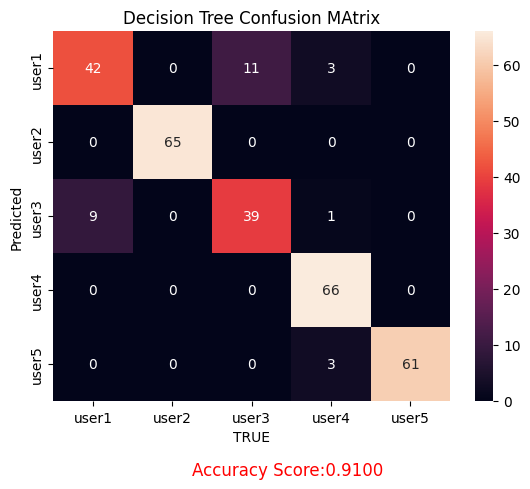 Decision Tree Confusion MAtrix
user1 42 0 11 3 0
user2 0 65 0 0 0
user3 9 0 39 1 0
user4 0 0 0 66 0
user5 0 0 0 3 61
user1 user2 user3 user4 user5
Predicted
TRUE
60
50
40
30
20
10
0
Accuracy Score:0.9100